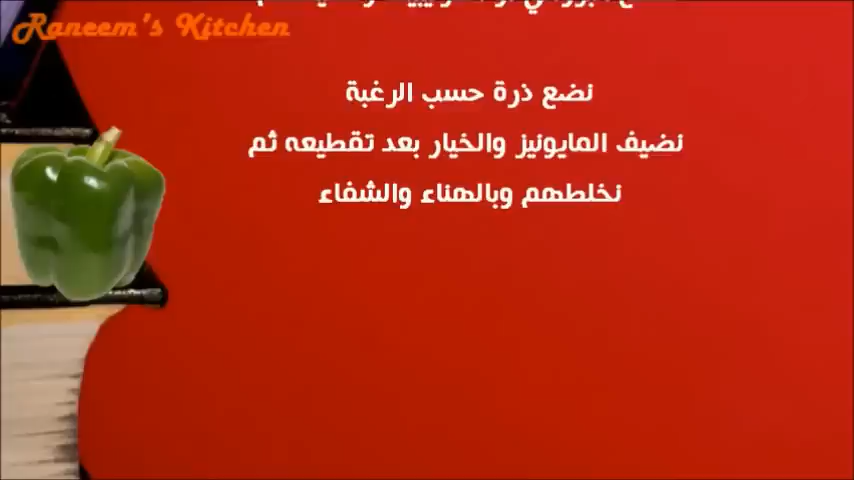 Raneem's Kitchen
نضع ذرة حسب الرغبة
نضيف المايونيز والخيار بعد تقطيعه ثم
نخلطهم وبالهناء والشفاء